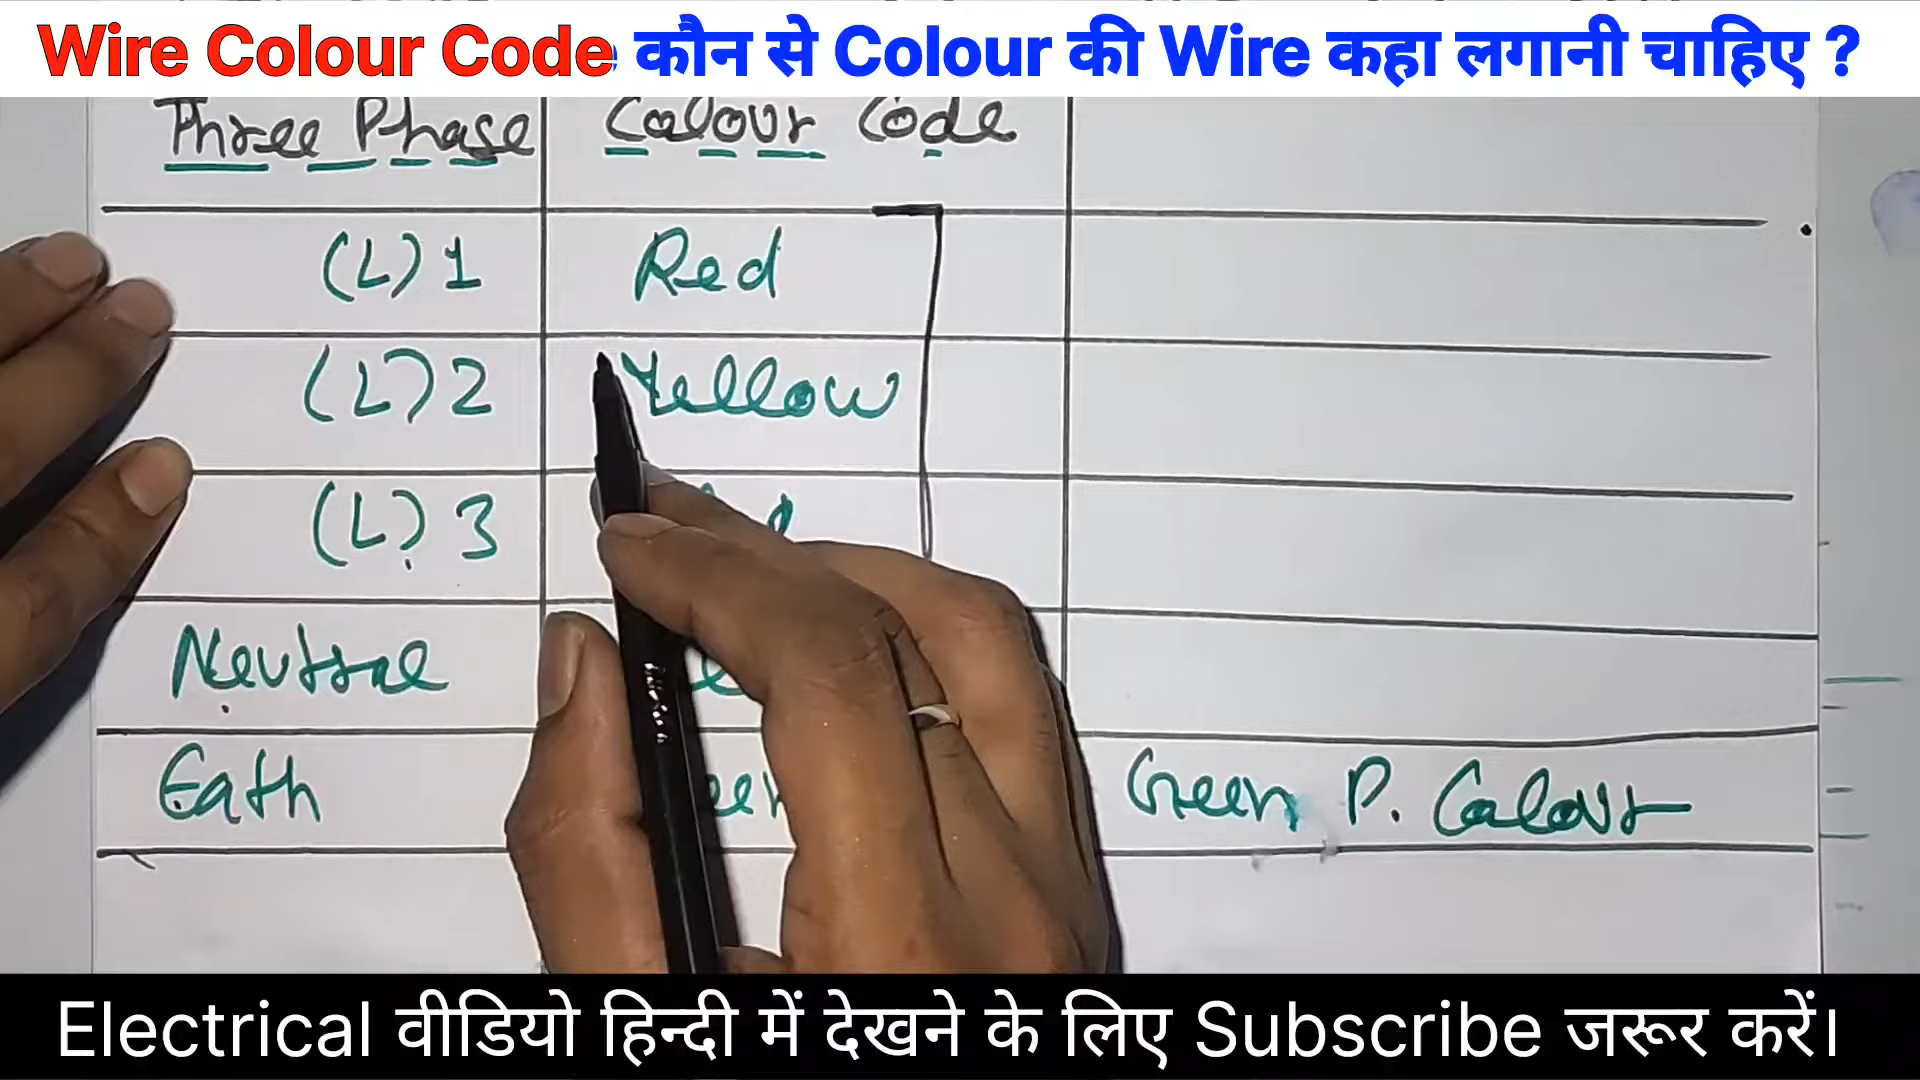 Wire Colour Code कौन से Colour की Wire कहा लगानी चाहिए ?
Three Phase Colour Code
(L) 1 Red
(L) 2 Yellow
(L) 3
Neutral
Eath
Green P. Colour
Electrical वीडियो हिन्दी में देखने के लिए Subscribe जरूर करें।